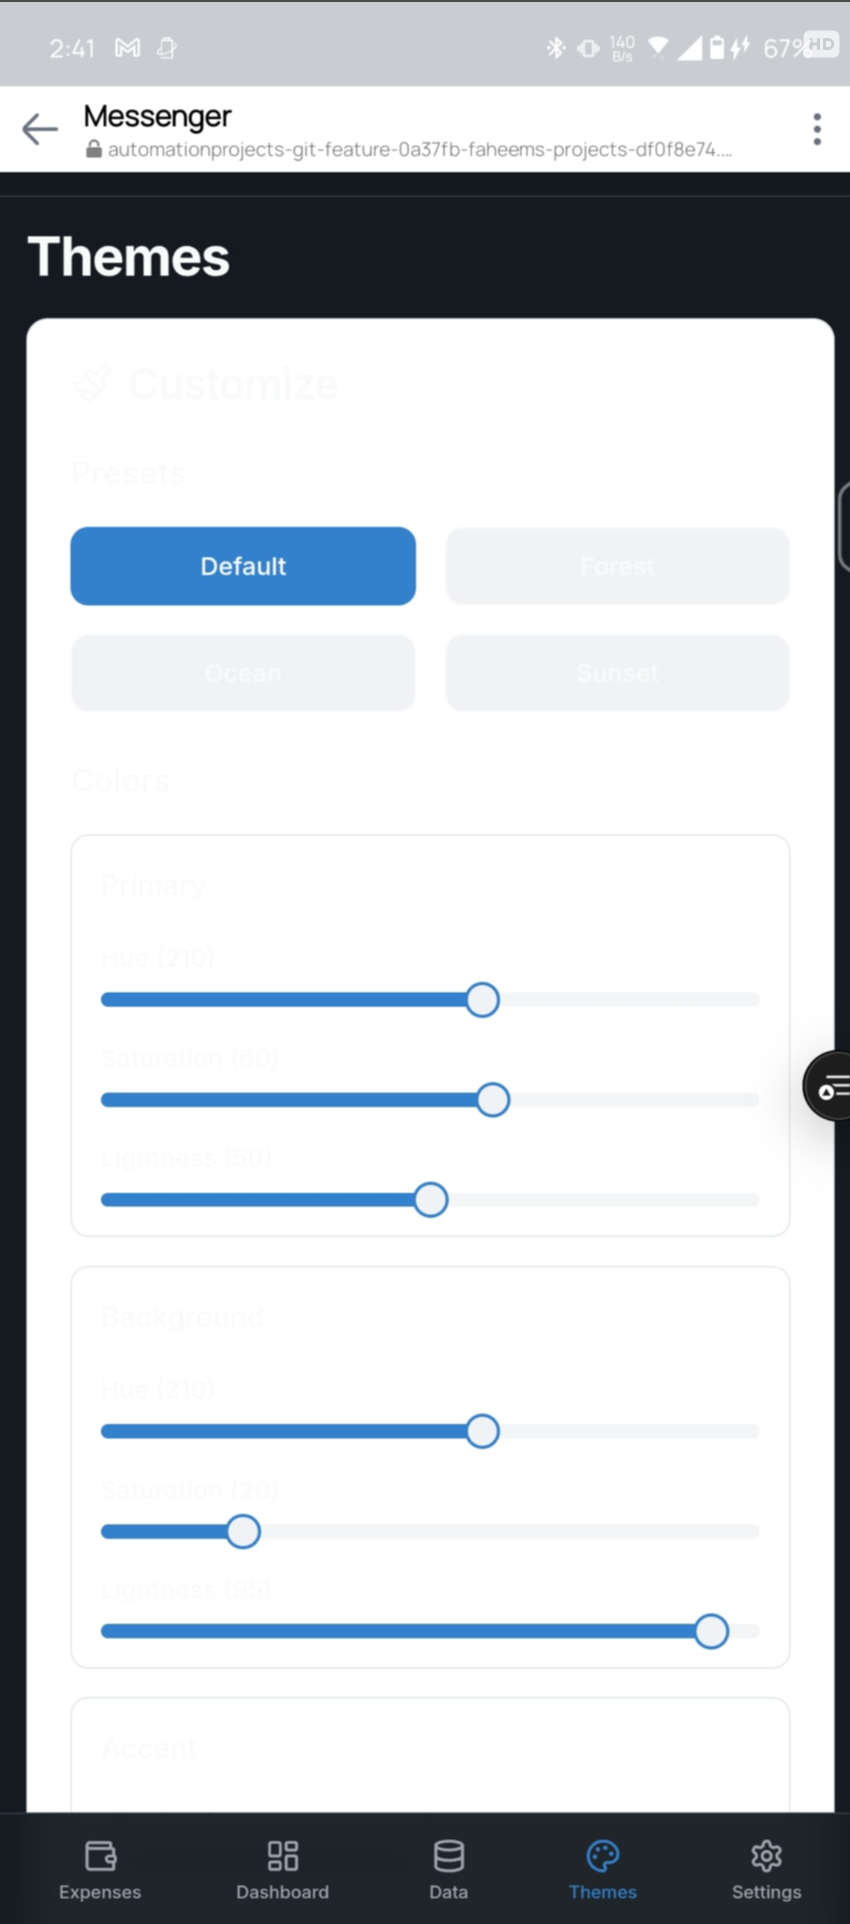 2:41
140
B/s
67%
HD
Messenger
automationprojects-git-feature-0a37fb-faheems-projects-df0f8e74....
Themes
Customize
Presets
Default
Forest
Ocean
Sunset
Colors
Primary
Hue (210)
Saturation (60)
Lightness (50)
Background
Hue (210)
Saturation (20)
Lightness (95)
Accent
Expenses
Dashboard
Data
Themes
Settings